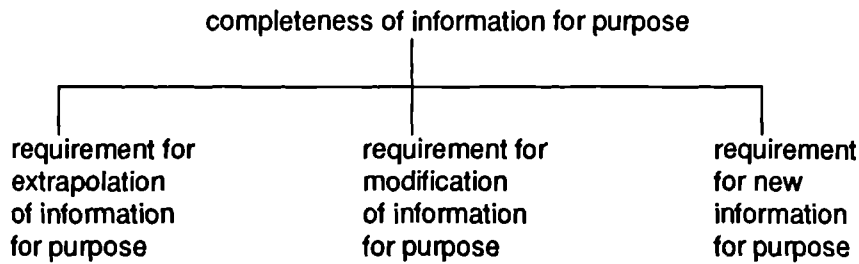 completeness of information for purpose
requirement for
extrapolation
of information
for purpose
requirement for
modification
of information
for purpose
requirement
for new
information
for purpose